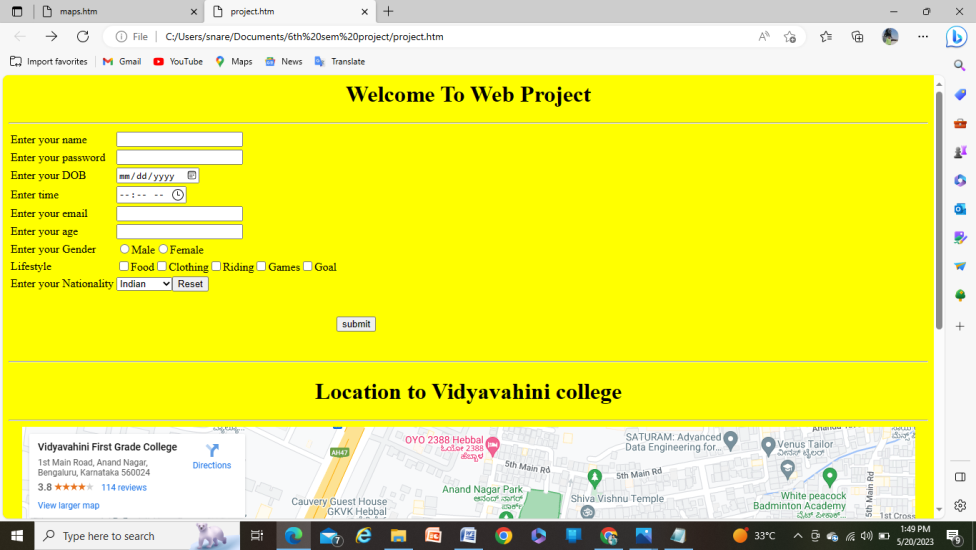 maps.htm
project.htm
File
C:/Users/snare/Documents/6th%20sem%20project/project.htm
Import favorites
Gmail
YouTube
Maps
News
Translate
Welcome To Web Project
Enter your name
Enter your password
Enter your DOB mm/dd/yyyy
Enter time --:-- --
Enter your email
Enter your age
Enter your Gender Male Female
Lifestyle Food Clothing Riding Games Goal
Enter your Nationality Indian Reset
submit
Location to Vidyavahini college
Vidyavahini First Grade College
1st Main Road, Anand Nagar,
Bengaluru, Karnataka 560024
Directions
3.8 114 reviews
View larger map
AH47
OYO 2388 Hebbal
ಓಯೋ 2388
ಹೆಬ್ಬಾಳ
5th Main Rd
SATURAM: Advanced
Data Engineering for...
Venus Tailor
ವೀನಸ್ ಟೈಲರ್
5th Main Rd
Anand Nagar Park
ಆನಂದ್ ನಗರ್
ಪಾರ್ಕ್
Shiva Vishnu Temple
White peacock
Badminton Academy
5th Main Rd
1st Cross
Cauvery Guest House
GKVK Hebbal
Type here to search
7
33°C
1:49 PM
5/20/2023
9